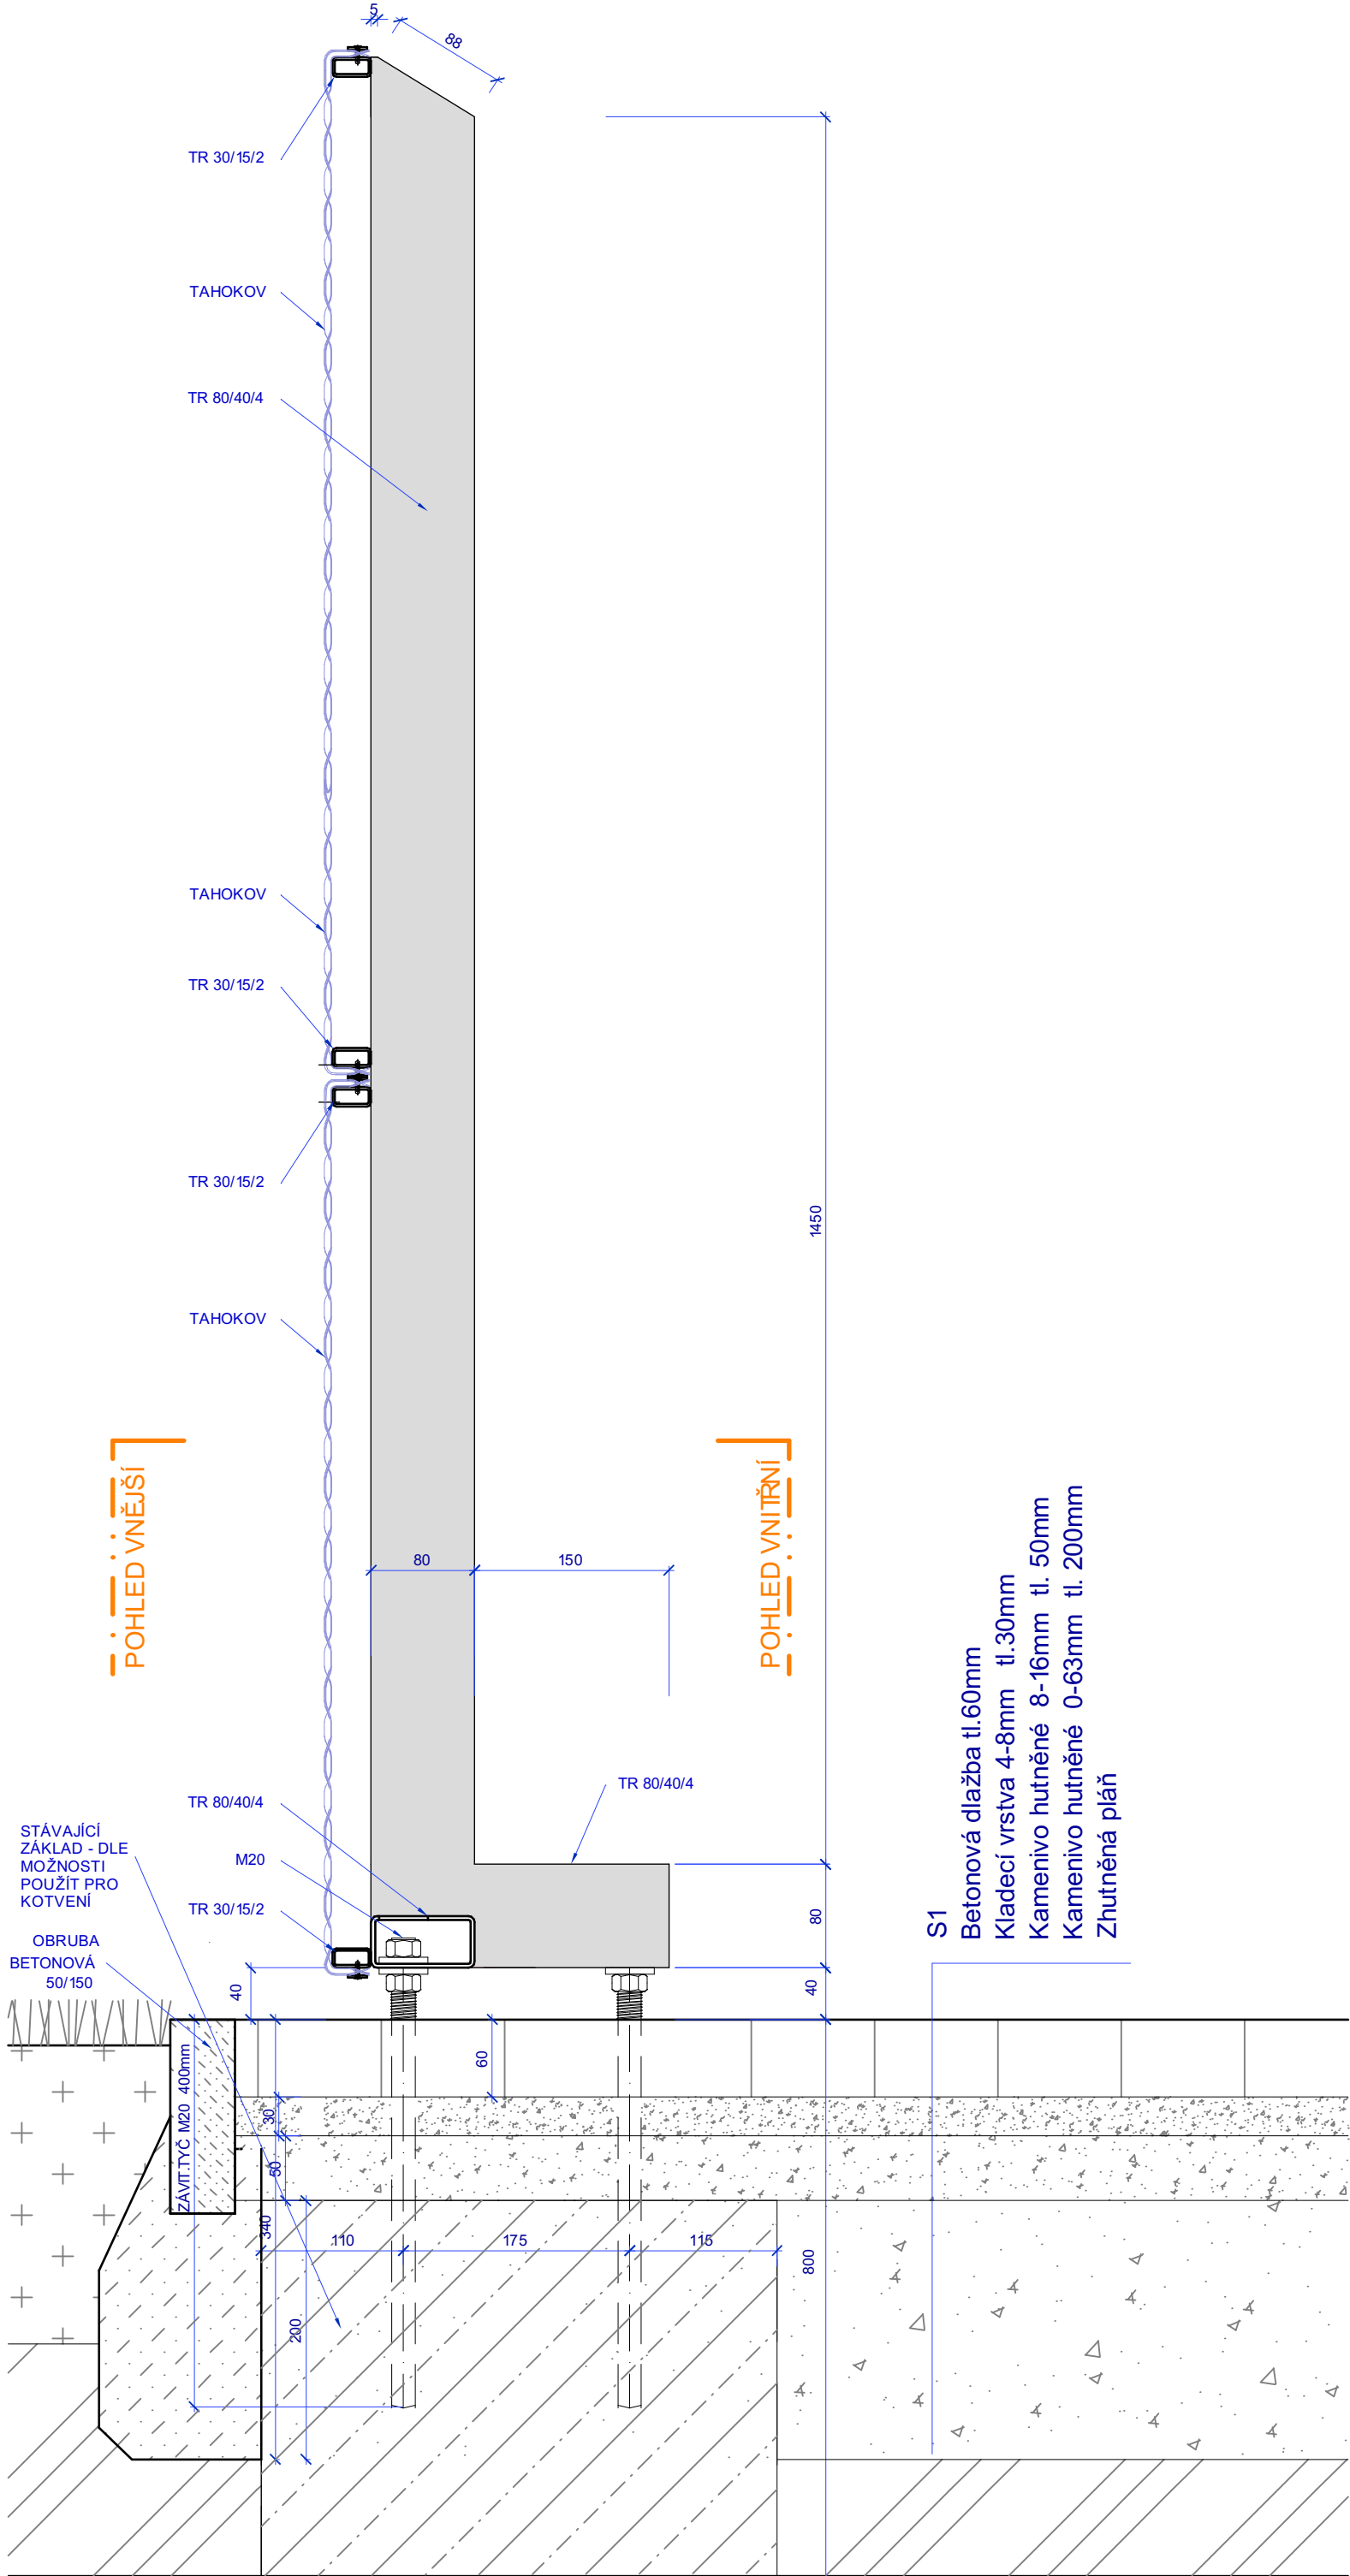 5
88
TR 30/15/2
TAHOKOV
TR 80/40/4
TAHOKOV
TR 30/15/2
TR 30/15/2
1450
TAHOKOV
POHLED VNĚJŠÍ
POHLED VNITŘNÍ
80
150
S1
Betonová dlažba tl.60mm
Kladecí vrstva 4-8mm tl.30mm
Kamenivo hutněné 8-16mm tl. 50mm
Kamenivo hutněné 0-63mm tl. 200mm
Zhutněná pláň
TR 80/40/4
TR 80/40/4
STÁVAJÍCÍ
ZÁKLAD - DLE
MOŽNOSTI
POUŽÍT PRO
KOTVENÍ
M20
TR 30/15/2
80
OBRUBA
BETONOVÁ
50/150
40
40
60
ZÁVIT.TYČ M20 400mm
30
50
340
110
175
115
800
200